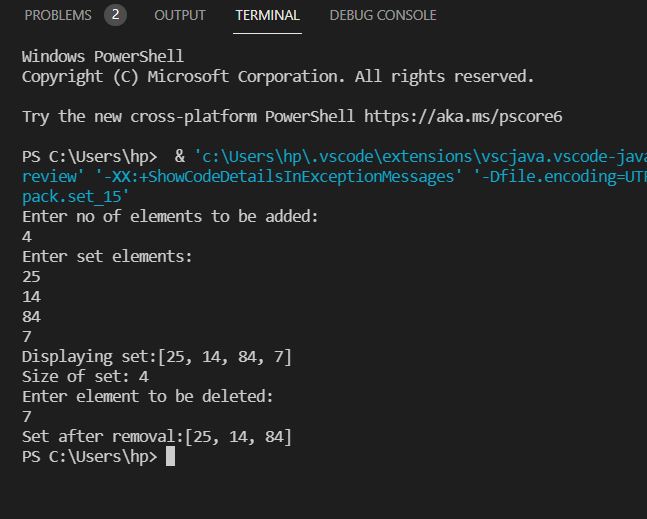 PROBLEMS 2 OUTPUT TERMINAL DEBUG CONSOLE
Windows PowerShell
Copyright (C) Microsoft Corporation. All rights reserved.
Try the new cross-platform PowerShell https://aka.ms/pscore6
PS C:\Users\hp>  & 'c:\Users\hp\.vscode\extensions\vscjava.vscode-java
review' '-XX:+ShowCodeDetailsInExceptionMessages' '-Dfile.encoding=UTF
pack.set_15'
Enter no of elements to be added:
4
Enter set elements:
25
14
84
7
Displaying set:[25, 14, 84, 7]
Size of set: 4
Enter element to be deleted:
7
Set after removal:[25, 14, 84]
PS C:\Users\hp>